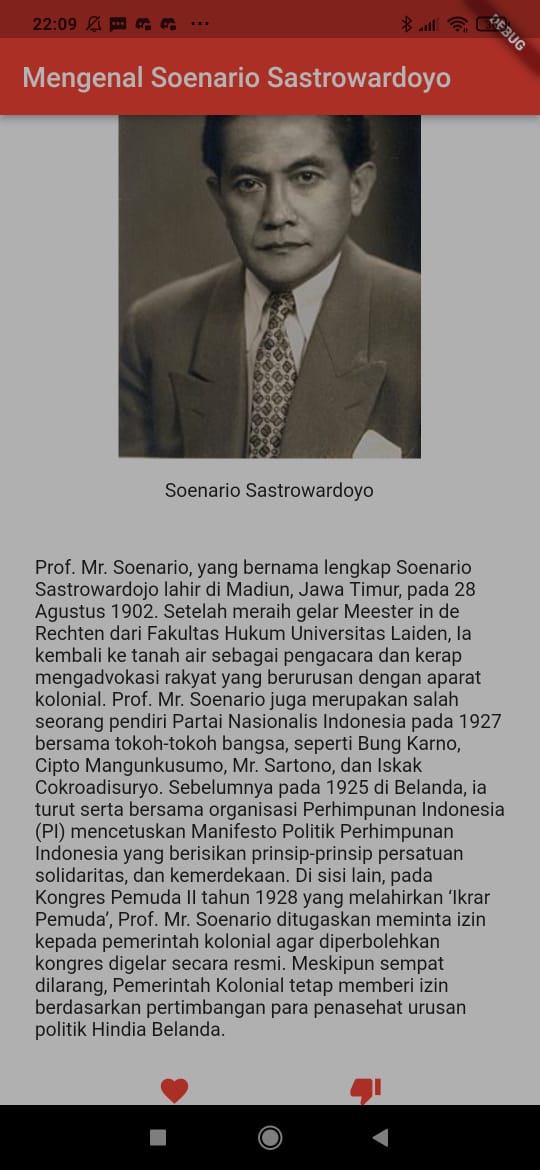 22:09
DEBUG
Mengenal Soenario Sastrowardoyo
Soenario Sastrowardoyo
Prof. Mr. Soenario, yang bernama lengkap Soenario
Sastrowardojo lahir di Madiun, Jawa Timur, pada 28
Agustus 1902. Setelah meraih gelar Meester in de
Rechten dari Fakultas Hukum Universitas Laiden, Ia
kembali ke tanah air sebagai pengacara dan kerap
mengadvokasi rakyat yang berurusan dengan aparat
kolonial. Prof. Mr. Soenario juga merupakan salah
seorang pendiri Partai Nasionalis Indonesia pada 1927
bersama tokoh-tokoh bangsa, seperti Bung Karno,
Cipto Mangunkusumo, Mr. Sartono, dan Iskak
Cokroadisuryo. Sebelumnya pada 1925 di Belanda, ia
turut serta bersama organisasi Perhimpunan Indonesia
(PI) mencetuskan Manifesto Politik Perhimpunan
Indonesia yang berisikan prinsip-prinsip persatuan
solidaritas, dan kemerdekaan. Di sisi lain, pada
Kongres Pemuda II tahun 1928 yang melahirkan ‘Ikrar
Pemuda’, Prof. Mr. Soenario ditugaskan meminta izin
kepada pemerintah kolonial agar diperbolehkan
kongres digelar secara resmi. Meskipun sempat
dilarang, Pemerintah Kolonial tetap memberi izin
berdasarkan pertimbangan para penasehat urusan
politik Hindia Belanda.